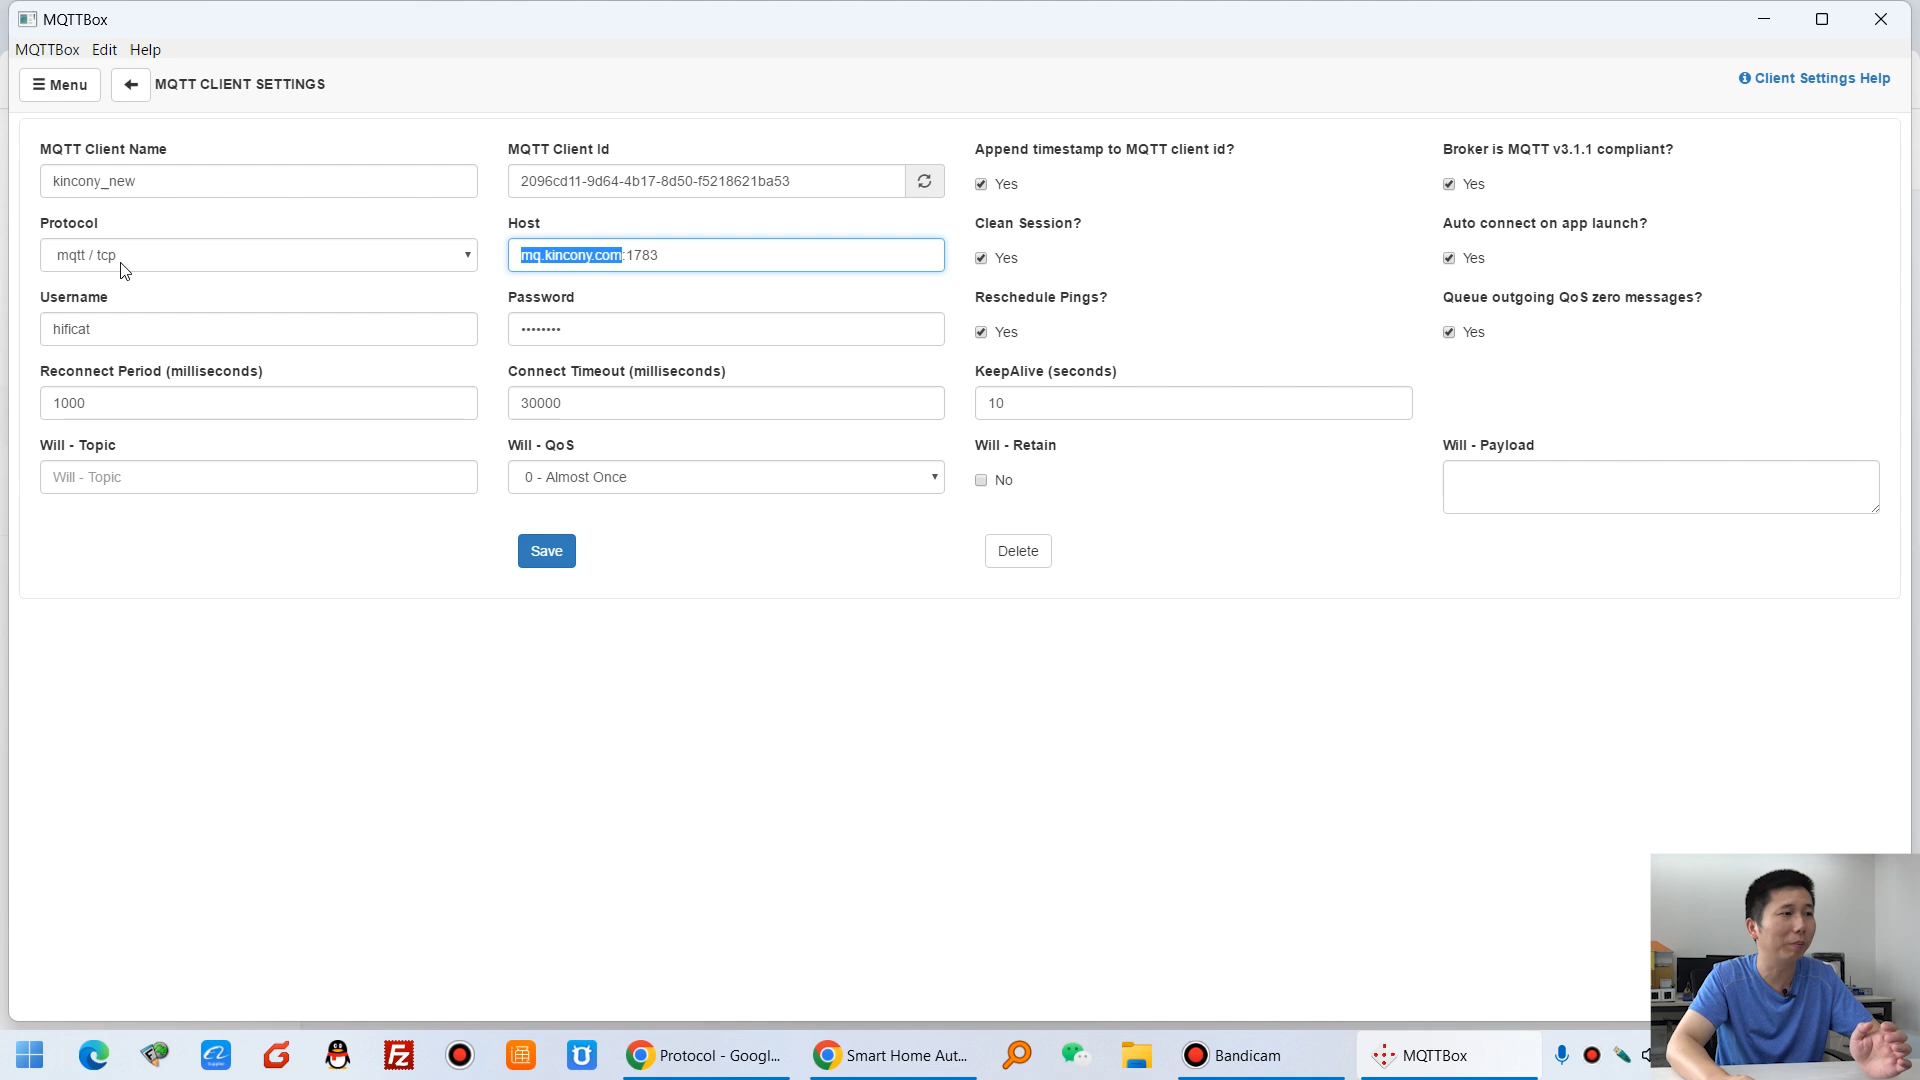 MQTTBox
MQTTBox Edit Help
Menu
MQTT CLIENT SETTINGS
Client Settings Help
MQTT Client Name
MQTT Client Id
Append timestamp to MQTT client id?
Broker is MQTT v3.1.1 compliant?
kincony_new
2096cd11-9d64-4b17-8d50-f5218621ba53
Yes
Yes
Protocol
Host
Clean Session?
Auto connect on app launch?
mqtt / tcp
mq.kincony.com:1783
Yes
Yes
Username
Password
Reschedule Pings?
Queue outgoing QoS zero messages?
hificat
••••••••
Yes
Yes
Reconnect Period (milliseconds)
Connect Timeout (milliseconds)
KeepAlive (seconds)
1000
30000
10
Will - Topic
Will - QoS
Will - Retain
Will - Payload
Will - Topic
0 - Almost Once
No
Save
Delete
Protocol - Googl...
Smart Home Aut...
Bandicam
MQTTBox